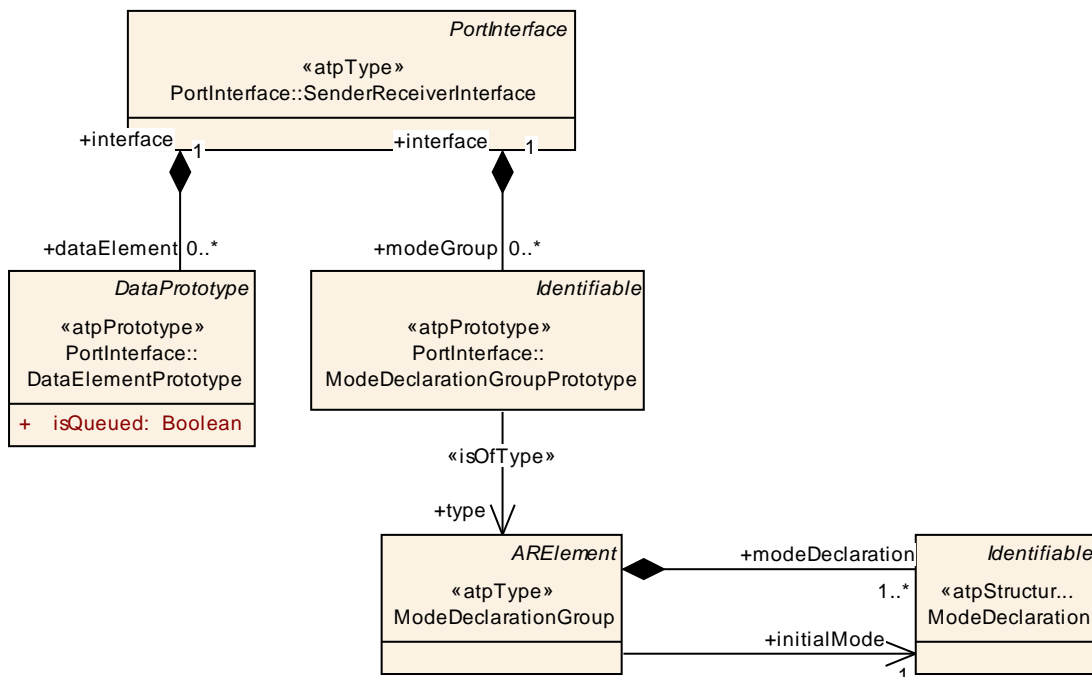 PortInterface
«atpType»
PortInterface::SenderReceiverInterface
+interface
1
+interface
1
+dataElement
0..*
+modeGroup
0..*
DataPrototype
«atpPrototype»
PortInterface::
DataElementPrototype
+ isQueued: Boolean
Identifiable
«atpPrototype»
PortInterface::
ModeDeclarationGroupPrototype
«isOfType»
+type
ARElement
«atpType»
ModeDeclarationGroup
+modeDeclaration
1..*
+initialMode
1
Identifiable
«atpStructur...
ModeDeclaration